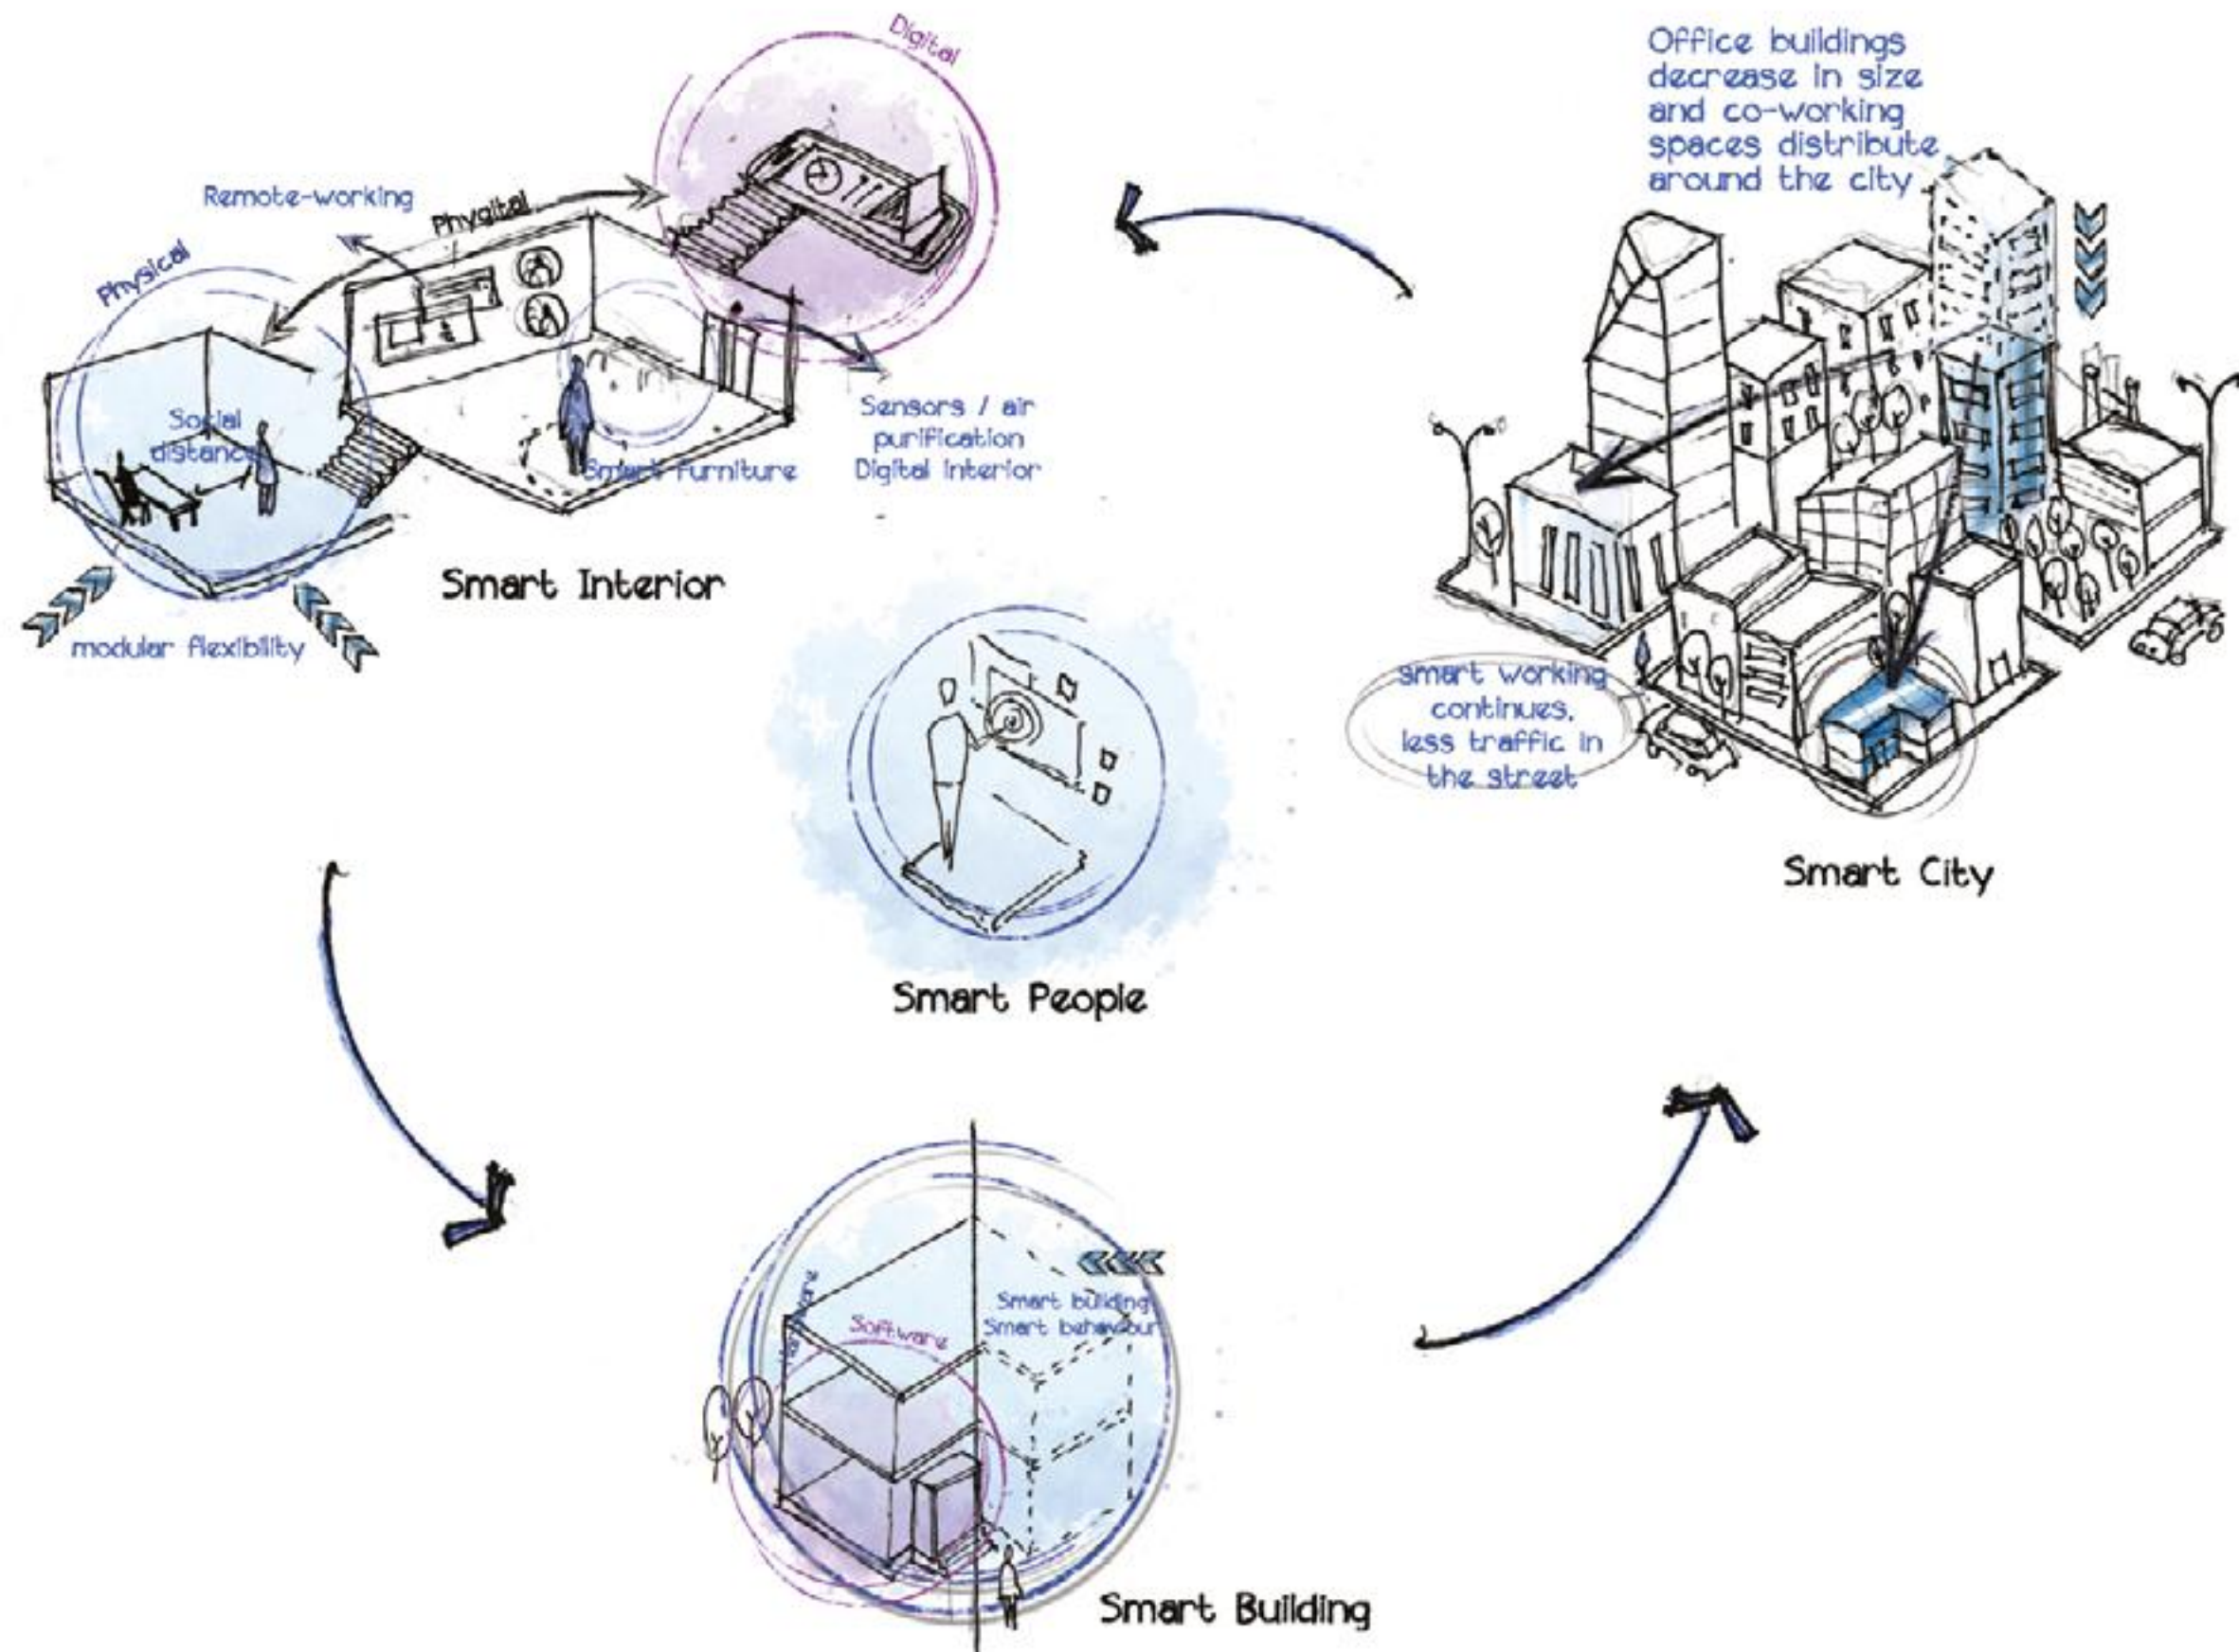 Digital
Remote-working
Phygital
Physical
Social
distance
Smart furniture
Sensors / air
purification
Digital interior
modular flexibility
Smart Interior
Office buildings
decrease in size
and co-working
spaces distribute
around the city
smart working
continues,
less traffic in
the street
Smart City
Smart People
Software
Smart building
Smart behaviour
Smart Building